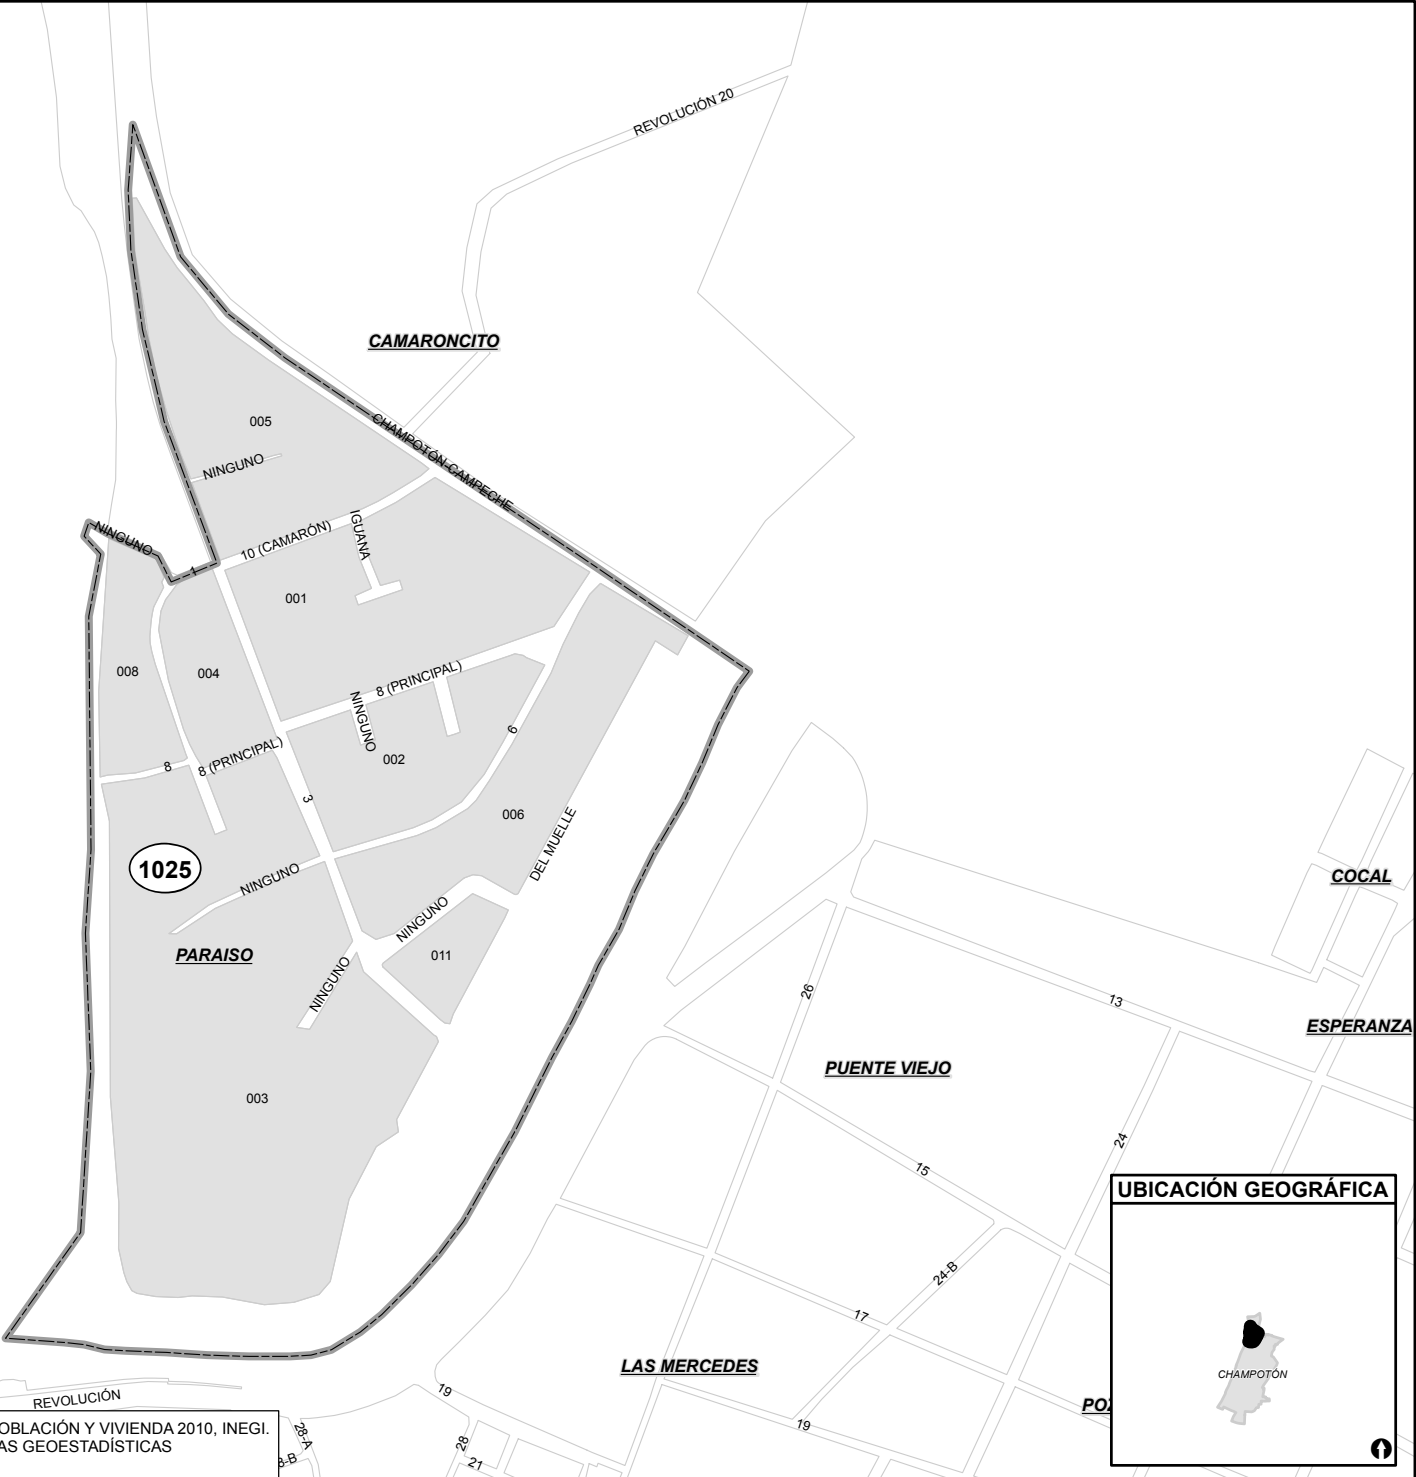 REVOLUCIÓN 20
CAMARONCITO
005
CHAMPOTÓN-CAMPECHE
NINGUNO
NINGUNO
10 (CAMARÓN)
IGUANA
1
001
008
004
8 (PRINCIPAL)
NINGUNO
6
002
8
8 (PRINCIPAL)
3
006
DEL MUELLE
1025
NINGUNO
NINGUNO
PARAISO
011
NINGUNO
003
COCAL
26
13
ESPERANZA
PUENTE VIEJO
24
15
24-B
17
LAS MERCEDES
19
19
28
21
28-A
REVOLUCIÓN
OBLACIÓN Y VIVIENDA 2010, INEGI.
AS GEOESTADÍSTICAS
UBICACIÓN GEOGRÁFICA
CHAMPOTÓN